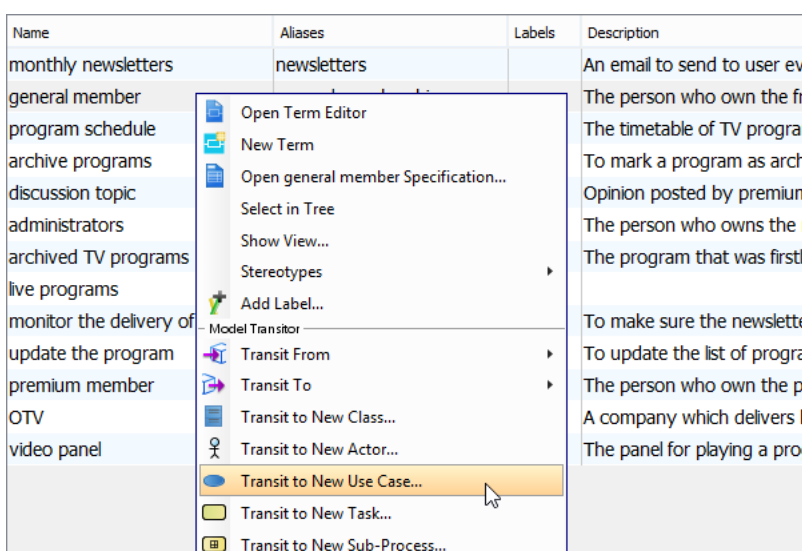 Name Aliases Labels Description
monthly newsletters newsletters An email to send to user ev
general member The person who own the fr
program schedule The timetable of TV progra
archive programs To mark a program as arch
discussion topic Opinion posted by premium
administrators The person who owns the
archived TV programs The program that was firstl
live programs
monitor the delivery of To make sure the newslette
update the program To update the list of progra
premium member The person who own the p
OTV A company which delivers
video panel The panel for playing a pro
Open Term Editor
New Term
Open general member Specification...
Select in Tree
Show View...
Stereotypes
Add Label...
Model Transitor
Transit From
Transit To
Transit to New Class...
Transit to New Actor...
Transit to New Use Case...
Transit to New Task...
Transit to New Sub-Process...